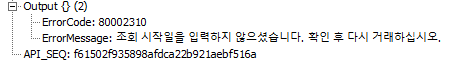 Output {} (2)
ErrorCode: 80002310
ErrorMessage: 조회 시작일을 입력하지 않으셨습니다. 확인 후 다시 거래하십시오.
API_SEQ: f61502f935898afdca22b921aebf516a